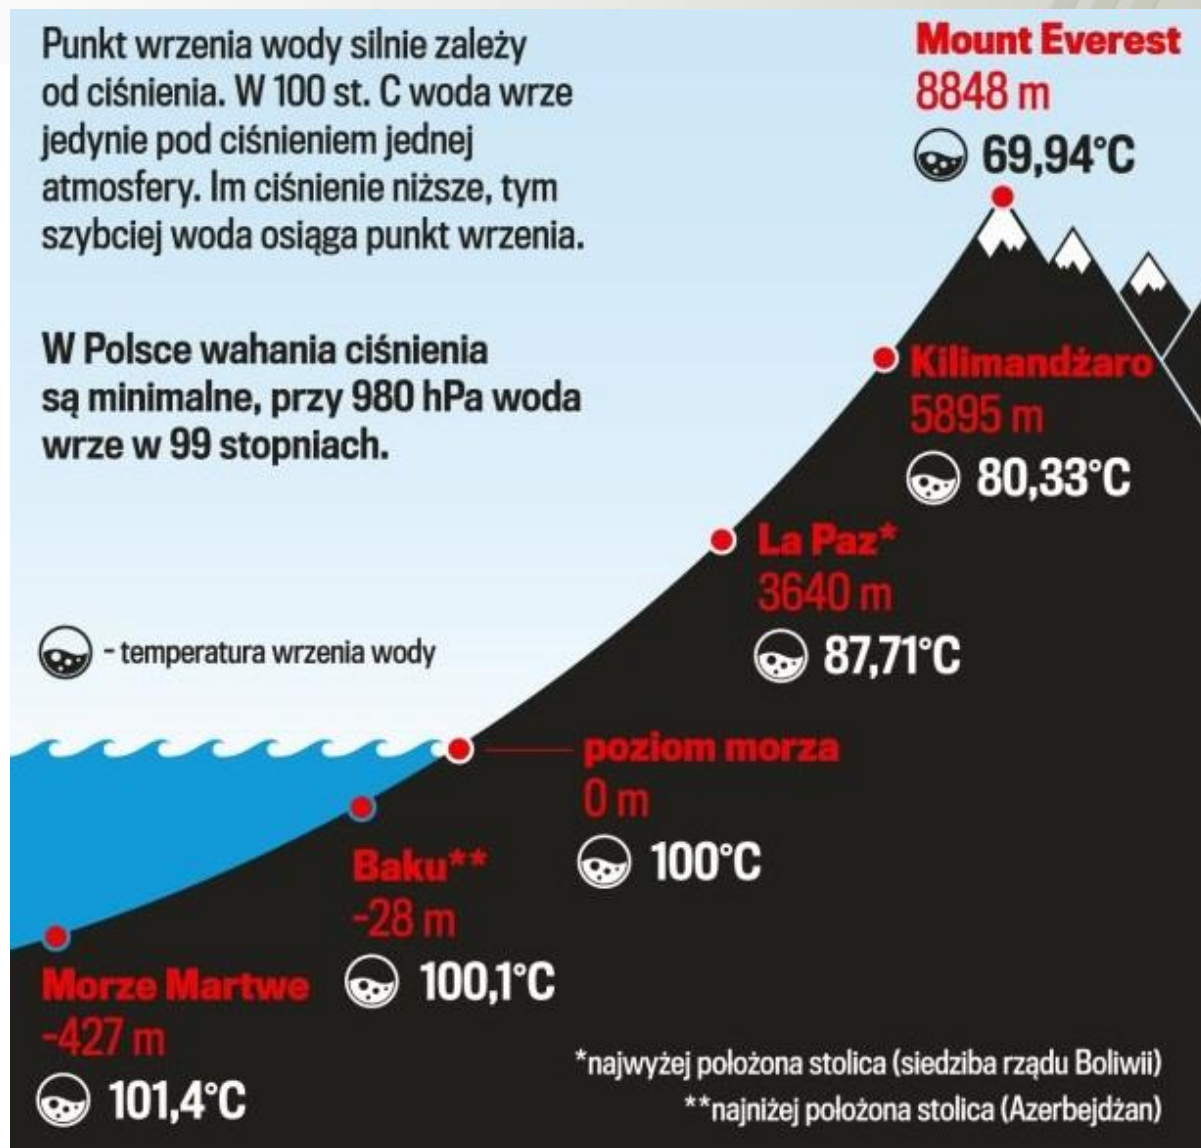 Punkt wrzenia wody silnie zależy
od ciśnienia. W 100 st. C woda wrze
jedynie pod ciśnieniem jednej
atmosfery. Im ciśnienie niższe, tym
szybciej woda osiąga punkt wrzenia.
W Polsce wahania ciśnienia
są minimalne, przy 980 hPa woda
wrze w 99 stopniach.
Mount Everest
8848 m
69,94°C
Kilimandżaro
5895 m
80,33°C
La Paz*
3640 m
87,71°C
- temperatura wrzenia wody
poziom morza
0 m
100°C
Baku**
-28 m
100,1°C
Morze Martwe
-427 m
101,4°C
*najwyżej położona stolica (siedziba rządu Boliwii)
**najniżej położona stolica (Azerbejdżan)